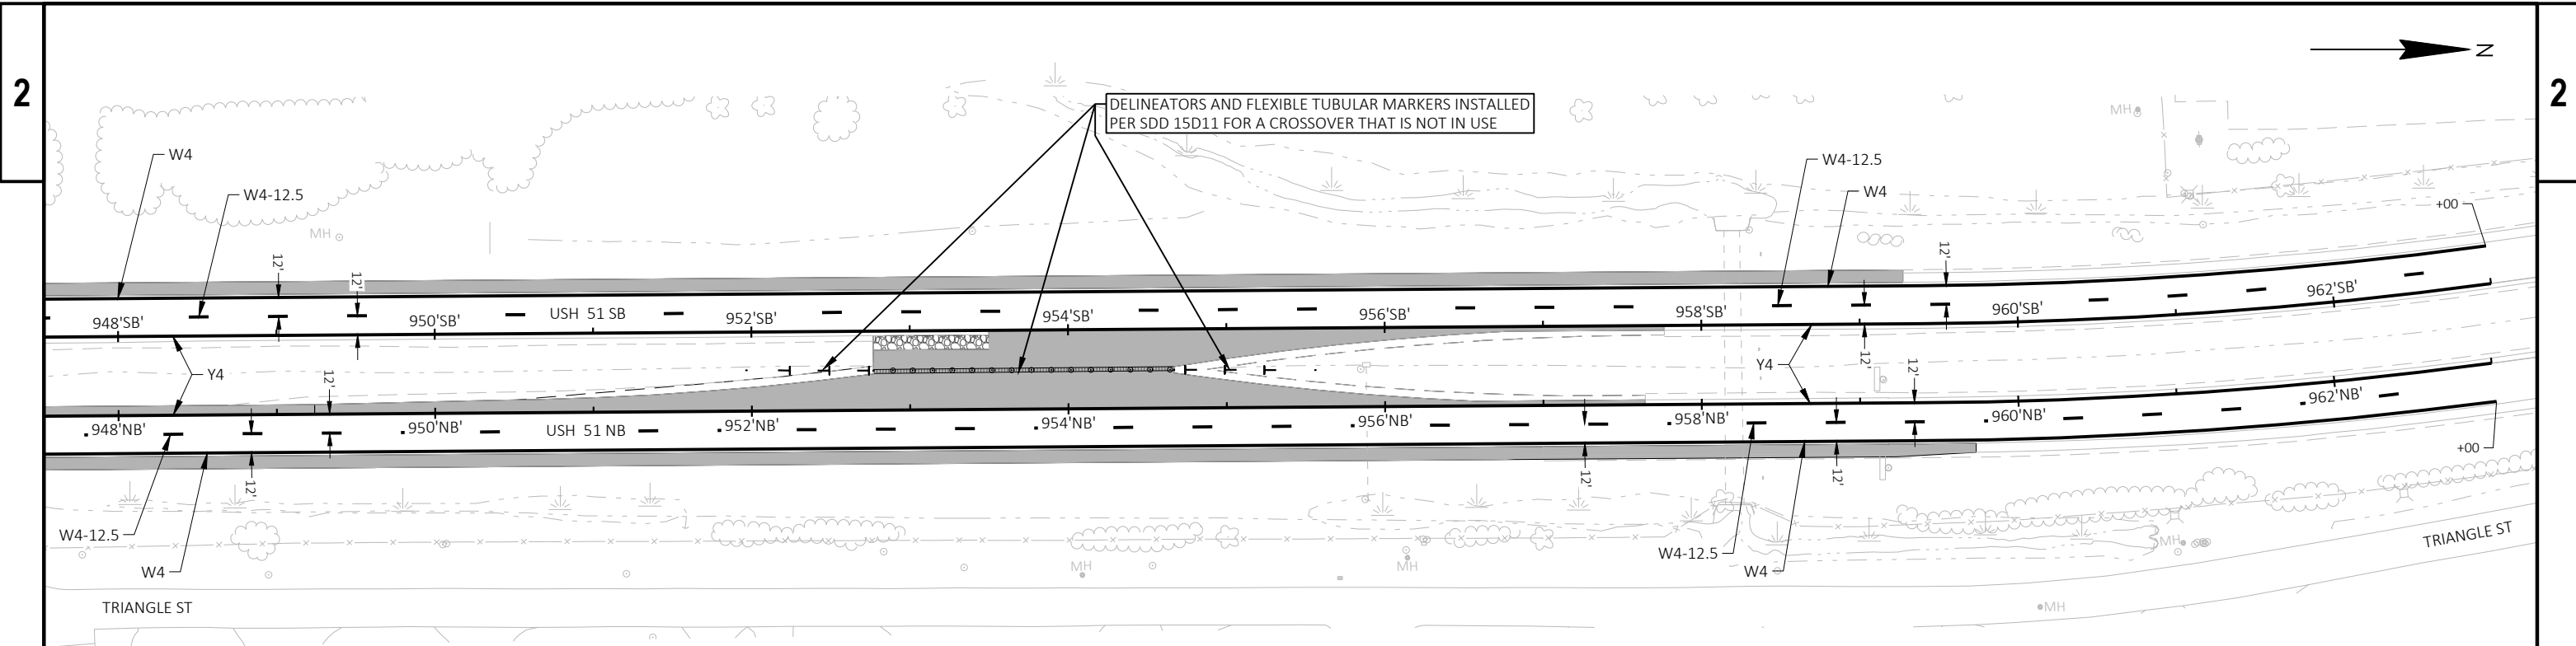 2
2
N
DELINEATORS AND FLEXIBLE TUBULAR MARKERS INSTALLED
PER SDD 15D11 FOR A CROSSOVER THAT IS NOT IN USE
MH
W4
W4-12.5
W4-12.5
W4
MH
+00
12'
12'
12'
948'SB'
950'SB'
USH 51 SB
952'SB'
954'SB'
956'SB'
958'SB'
960'SB'
962'SB'
Y4
12'
Y4
12'
12'
948'NB'
950'NB'
USH 51 NB
952'NB'
954'NB'
956'NB'
958'NB'
960'NB'
962'NB'
+00
12'
12'
12'
W4-12.5
W4
W4-12.5
W4
MH
MH
MH
TRIANGLE ST
TRIANGLE ST
MH